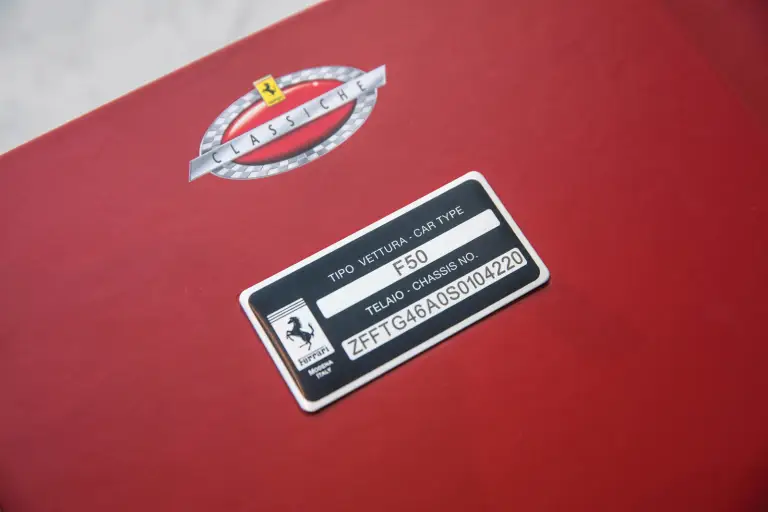 CLASSICHE
TIPO VETTURA - CAR TYPE
F50
TELAIO - CHASSIS NO.
ZFFTG46A0S0104220
Ferrari
MODENA
ITALY